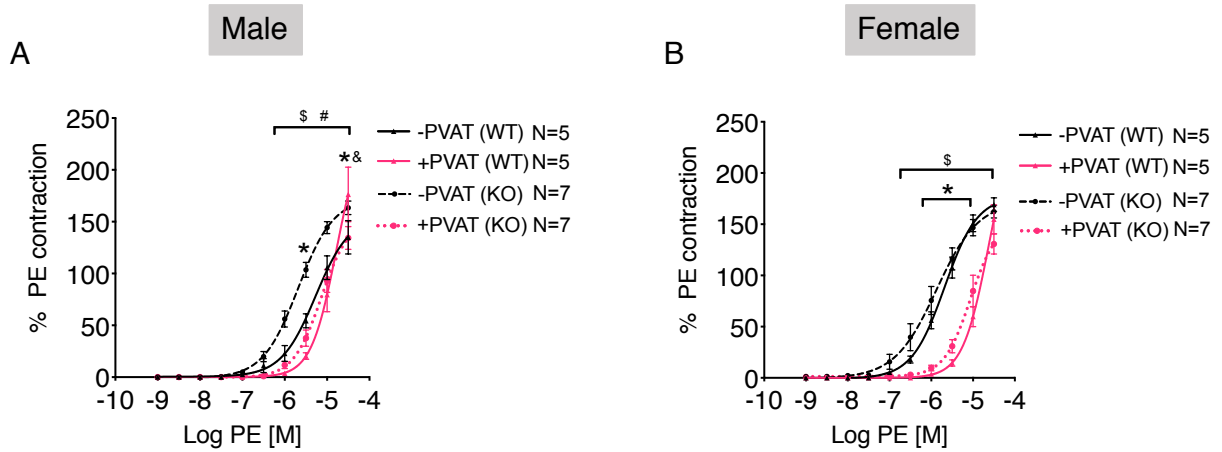 Male
A
250
200
150
100
50
0
% PE contraction
$ #
*&
*
-PVAT (WT) N=5
+PVAT (WT) N=5
-PVAT (KO) N=7
+PVAT (KO) N=7
-10 -9 -8 -7 -6 -5 -4
Log PE [M]
Female
B
250
200
150
100
50
0
% PE contraction
$
*
-PVAT (WT) N=5
+PVAT (WT) N=5
-PVAT (KO) N=7
+PVAT (KO) N=7
-10 -9 -8 -7 -6 -5 -4
Log PE [M]